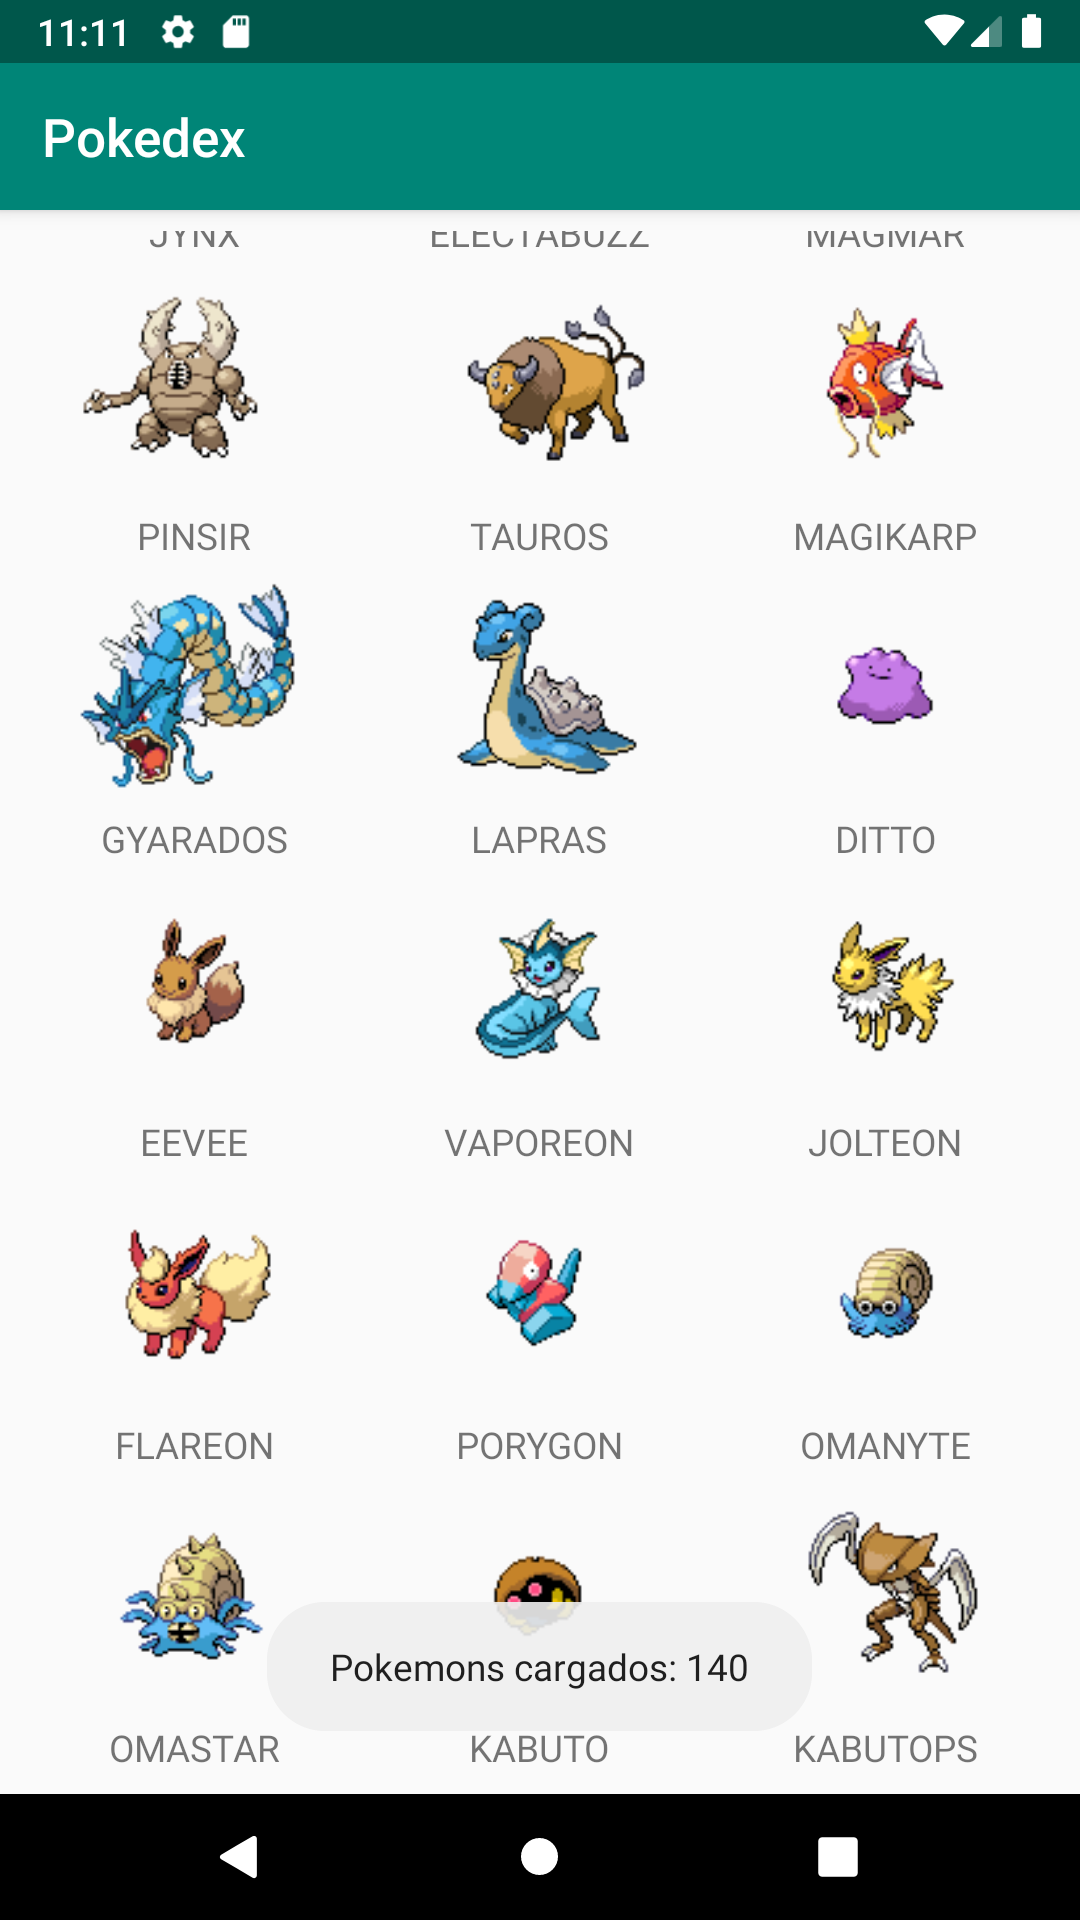 11:11
Pokedex
JYNX ELECTABUZZ MAGMAR
PINSIR TAUROS MAGIKARP
GYARADOS LAPRAS DITTO
EEVEE VAPOREON JOLTEON
FLAREON PORYGON OMANYTE
Pokemons cargados: 140
OMASTAR KABUTO KABUTOPS